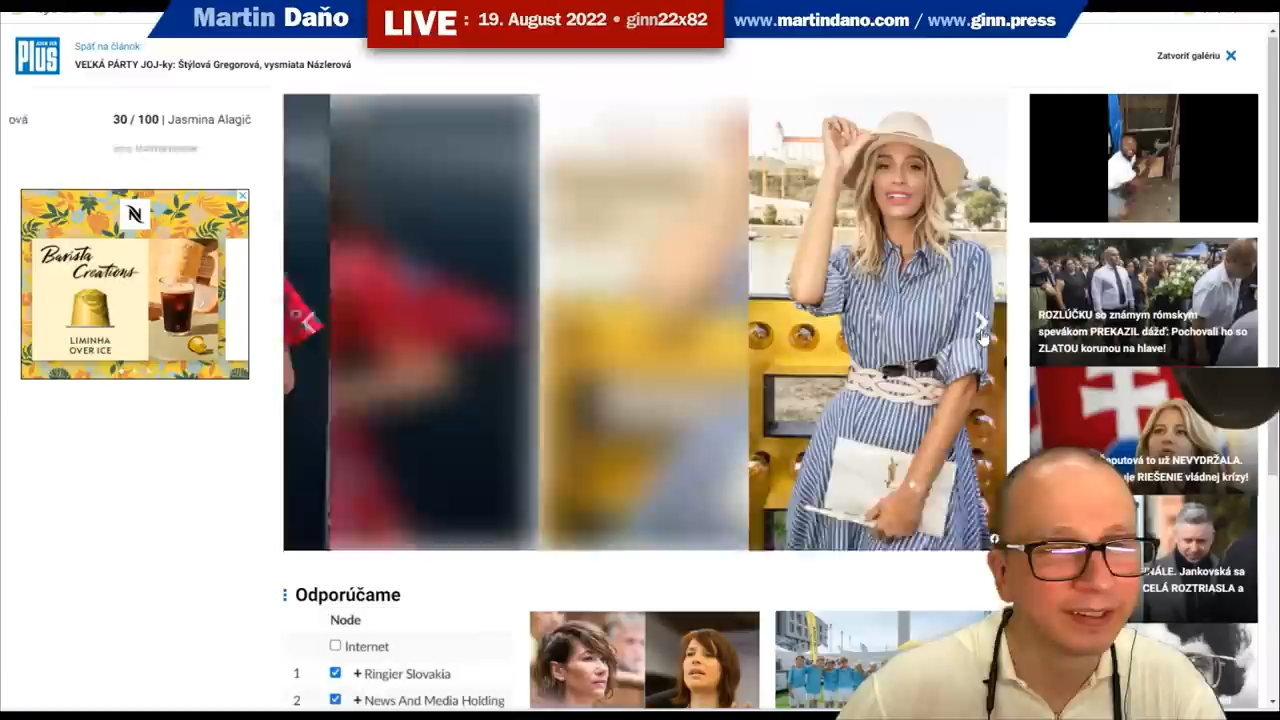 Martin Daňo
LIVE : 19. August 2022 • ginn22x82
www.martindano.com / www.ginn.press
Plus
Späť na článok:
VEĽKÁ PÁRTY JOJ-ky: Štýlová Gregorová, vysmiata Názlerová
Zatvoriť galériu ✕
ová
30 / 100 | Jasmina Alagič
Barista
Creations
LIMINHA
OVER ICE
ROZLÚČKU so známym rómskym
spevákom PREKAZIL dážď: Pochovali ho so
ZLATOU korunou na hlave!
aputová to už NEVYDRŽALA.
uje RIEŠENIE vládnej krízy!
NÁLE. Jankovská sa
CELÁ ROZTRIASLA a
Odporúčame
Node
Internet
1 + Ringier Slovakia
2 + News And Media Holding